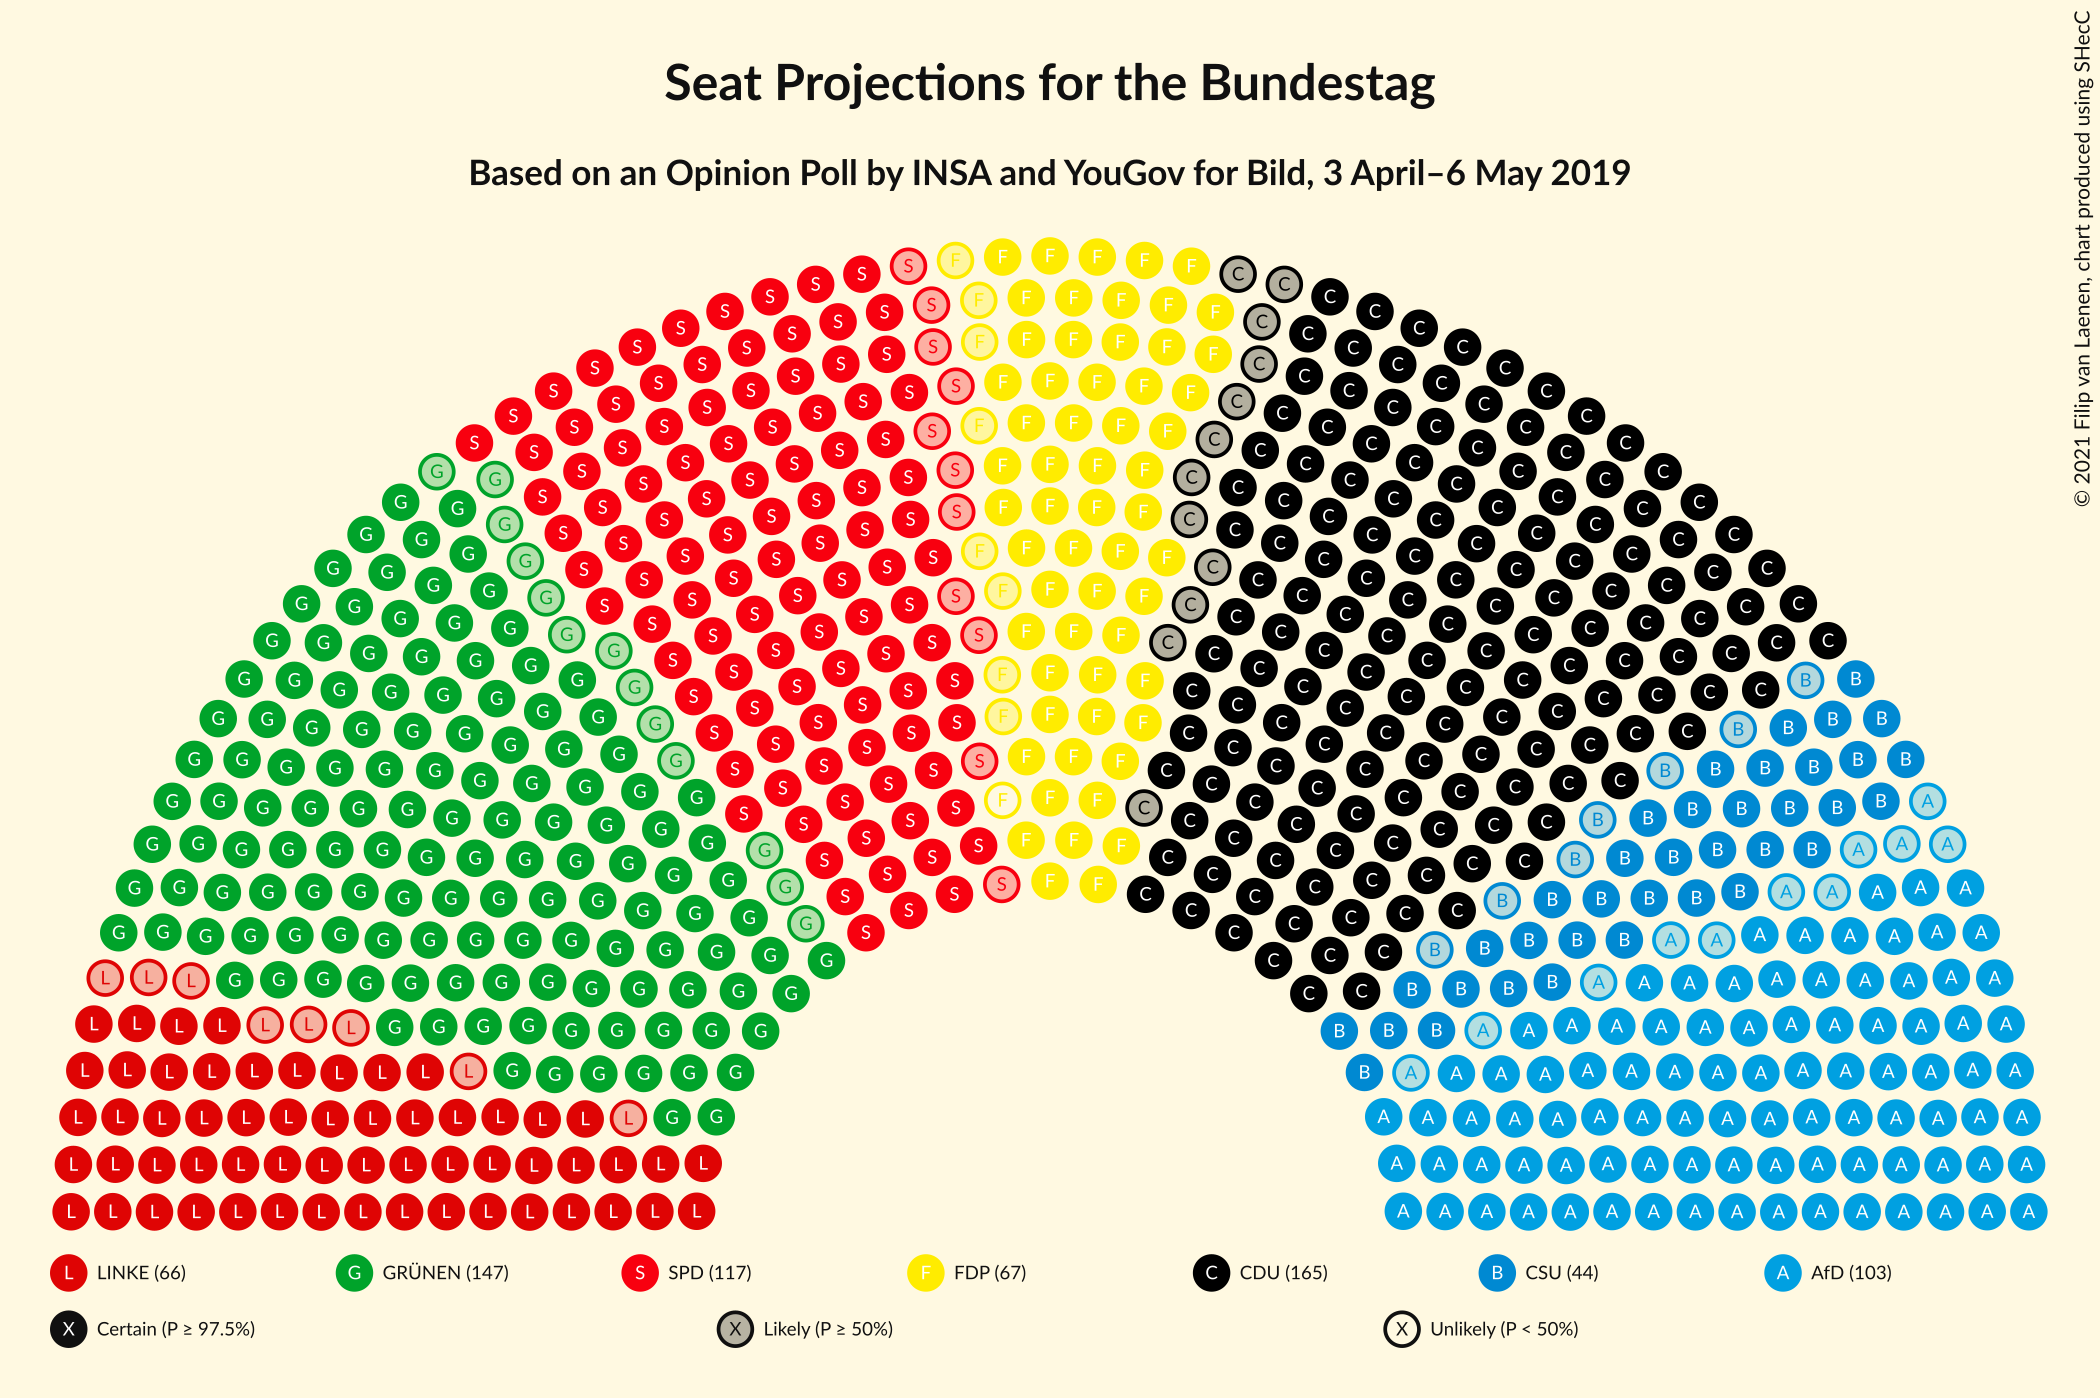 Seat Projections for the Bundestag
Based on an Opinion Poll by INSA and YouGov for Bild, 3 April–6 May 2019
© 2021 Filip van Laenen, chart produced using SHecC
L LINKE (66) G GRÜNEN (147) S SPD (117) F FDP (67) C CDU (165) B CSU (44) A AfD (103)
X Certain (P ≥ 97.5%) X Likely (P ≥ 50%) X Unlikely (P < 50%)